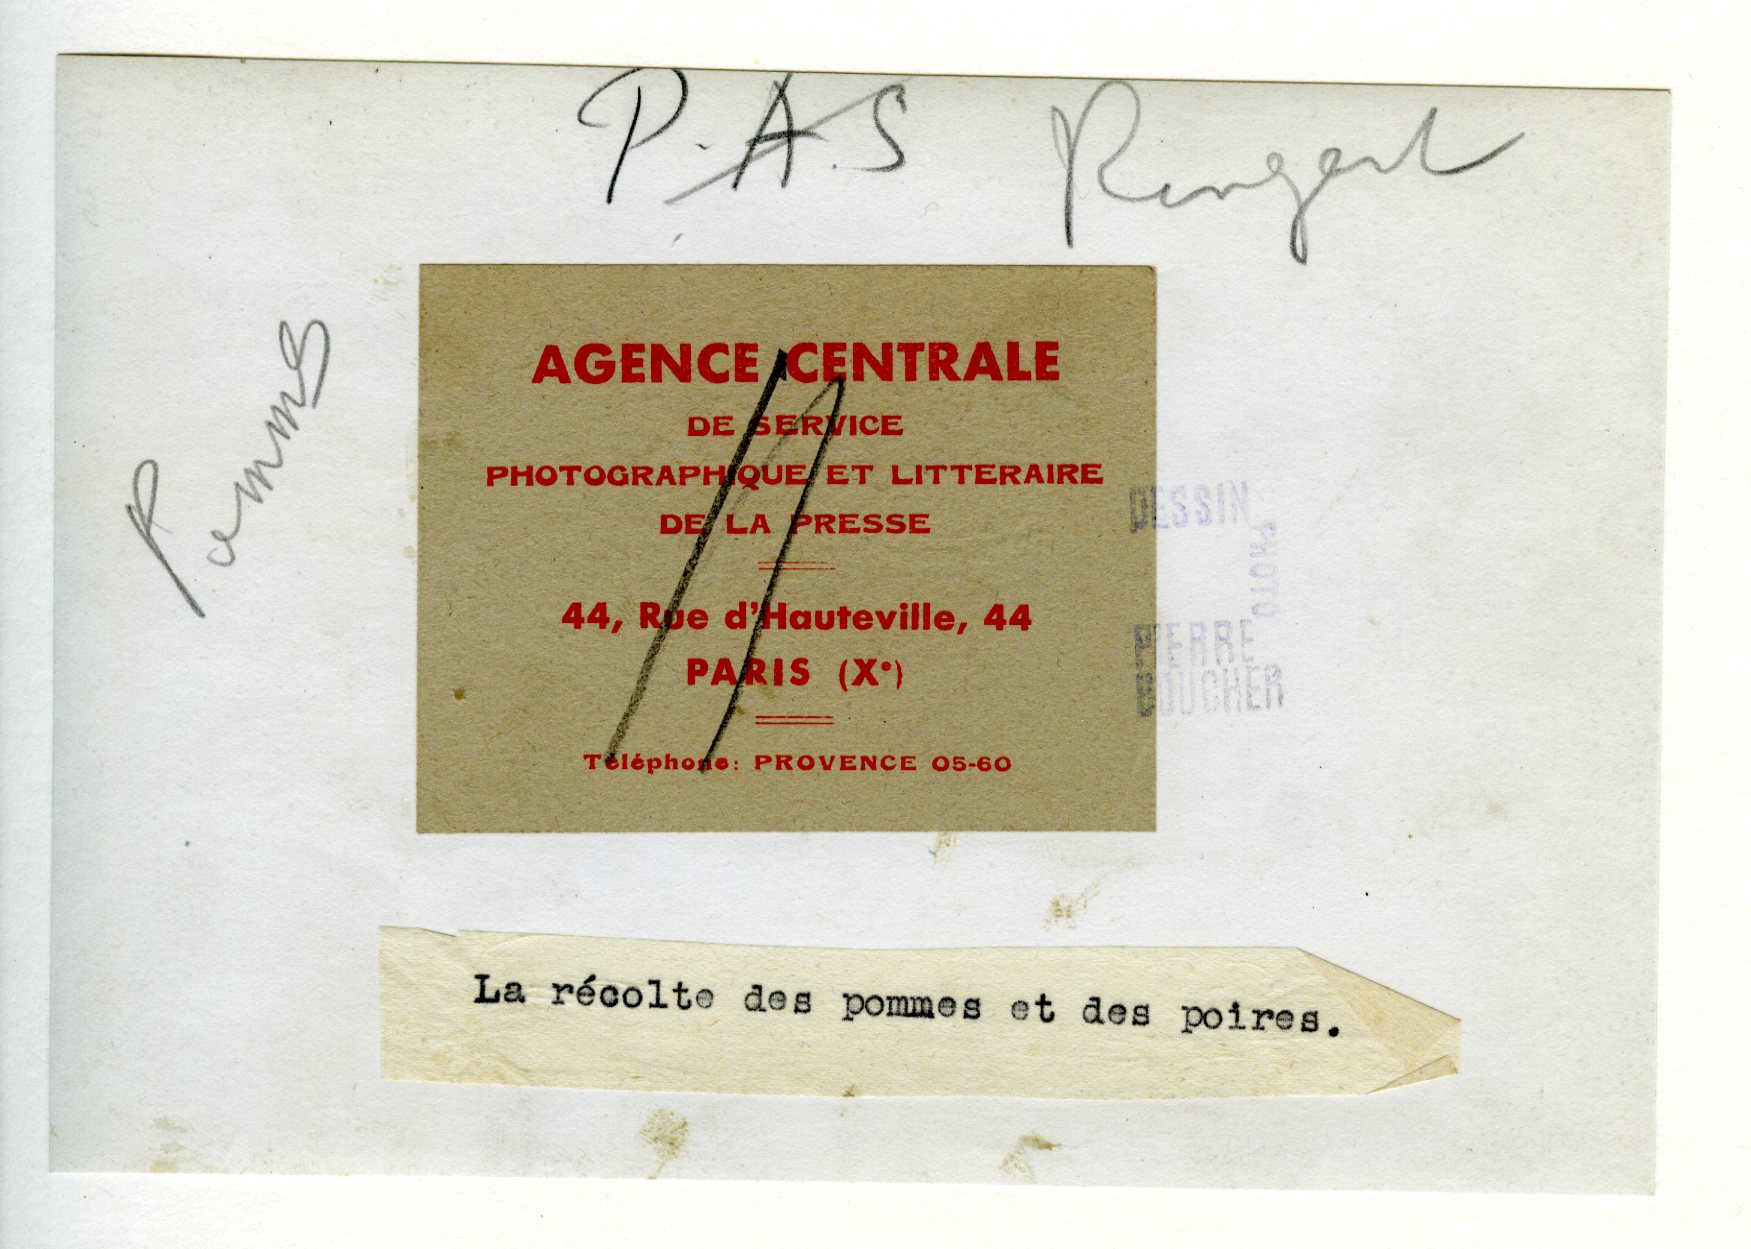 P.A.S
Pommes
AGENCE CENTRALE
DE SERVICE
PHOTOGRAPHIQUE ET LITTERAIRE
DE LA PRESSE
44, Rue d'Hauteville, 44
PARIS (Xe)
Téléphone: PROVENCE 05-60
DESSIN
PHOTO
PIERRE
BOUCHER
La récolte des pommes et des poires.